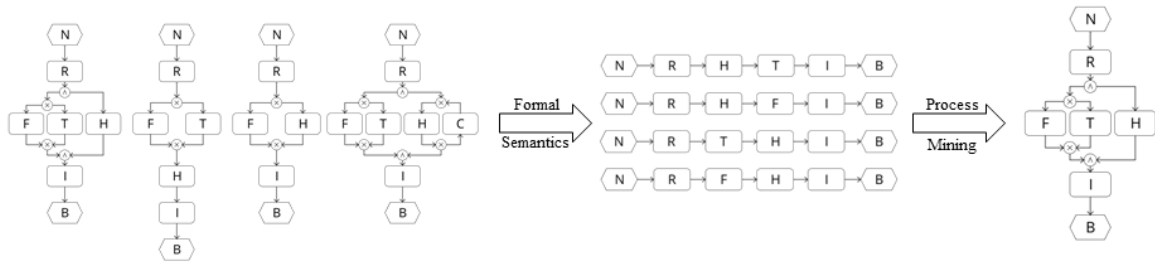 N
R
∧
×
F T H
×
∧
I
B
N
R
×
F T
×
H
I
B
N
R
×
F H
×
I
B
N
R
∧
× ×
F T H C
× ×
∧
I
B
Formal
Semantics
N R H T I B
N R H F I B
N R T H I B
N R F H I B
Process
Mining
N
R
∧
×
F T H
×
∧
I
B